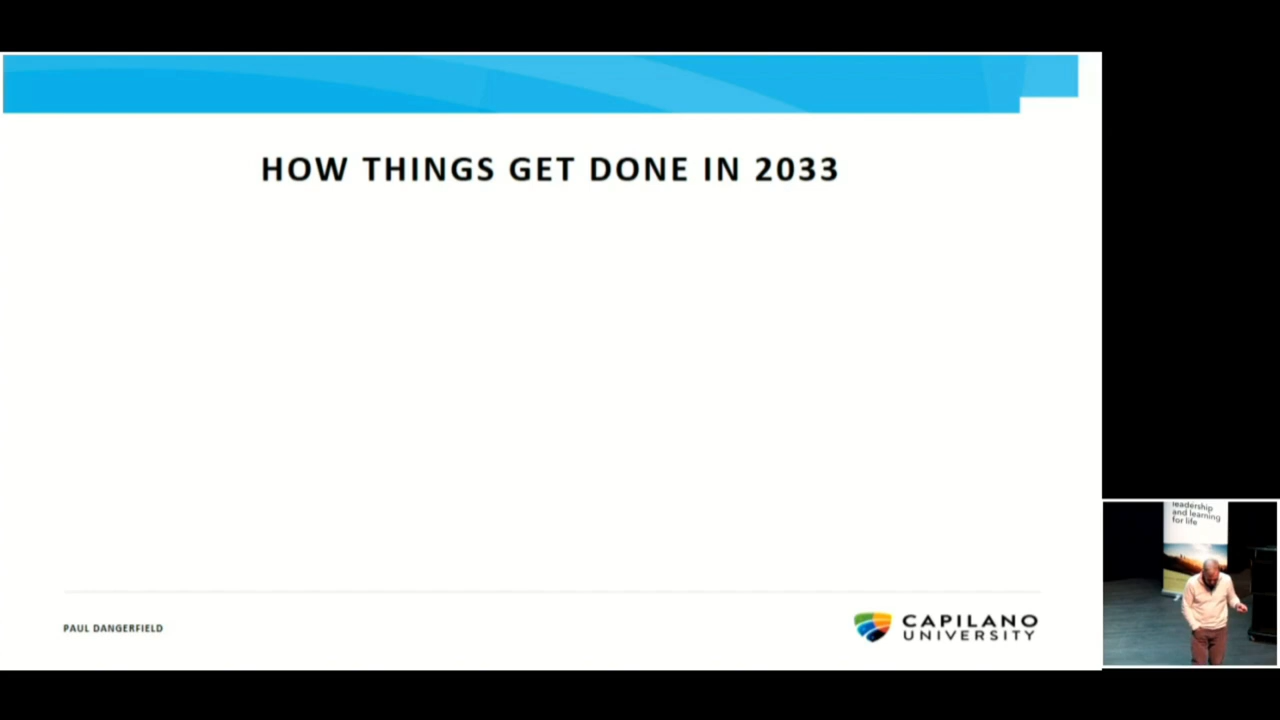 HOW THINGS GET DONE IN 2033
PAUL DANGERFIELD
CAPILANO
UNIVERSITY
leadership
and learning
for life